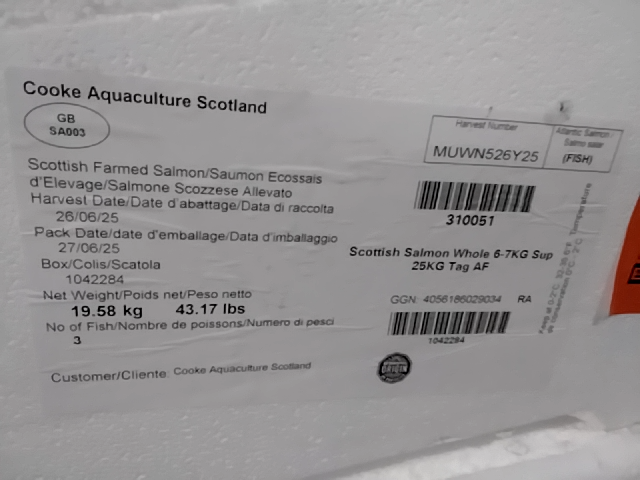 Cooke Aquaculture Scotland
GB
SA003
Harvest Number
MUWN526Y25
Atlantic Salmon
Salmo salar
(FISH)
Scottish Farmed Salmon/Saumon Ecossais
d'Elevage/Salmone Scozzese Allevato
Harvest Date/Date d'abattage/Data di raccolta
26/06/25
Pack Date/date d'emballage/Data d'imballaggio
27/06/25
Box/Colis/Scatola
1042284
Net Weight/Poids net/Peso netto
19.58 kg 43.17 lbs
No of Fish/Nombre de poissons/Numero di pesci
3
Customer/Cliente: Cooke Aquaculture Scotland
310051
Scottish Salmon Whole 6-7KG Sup
25KG Tag AF
GGN: 4056186029034 RA
1042284
ORIGIN